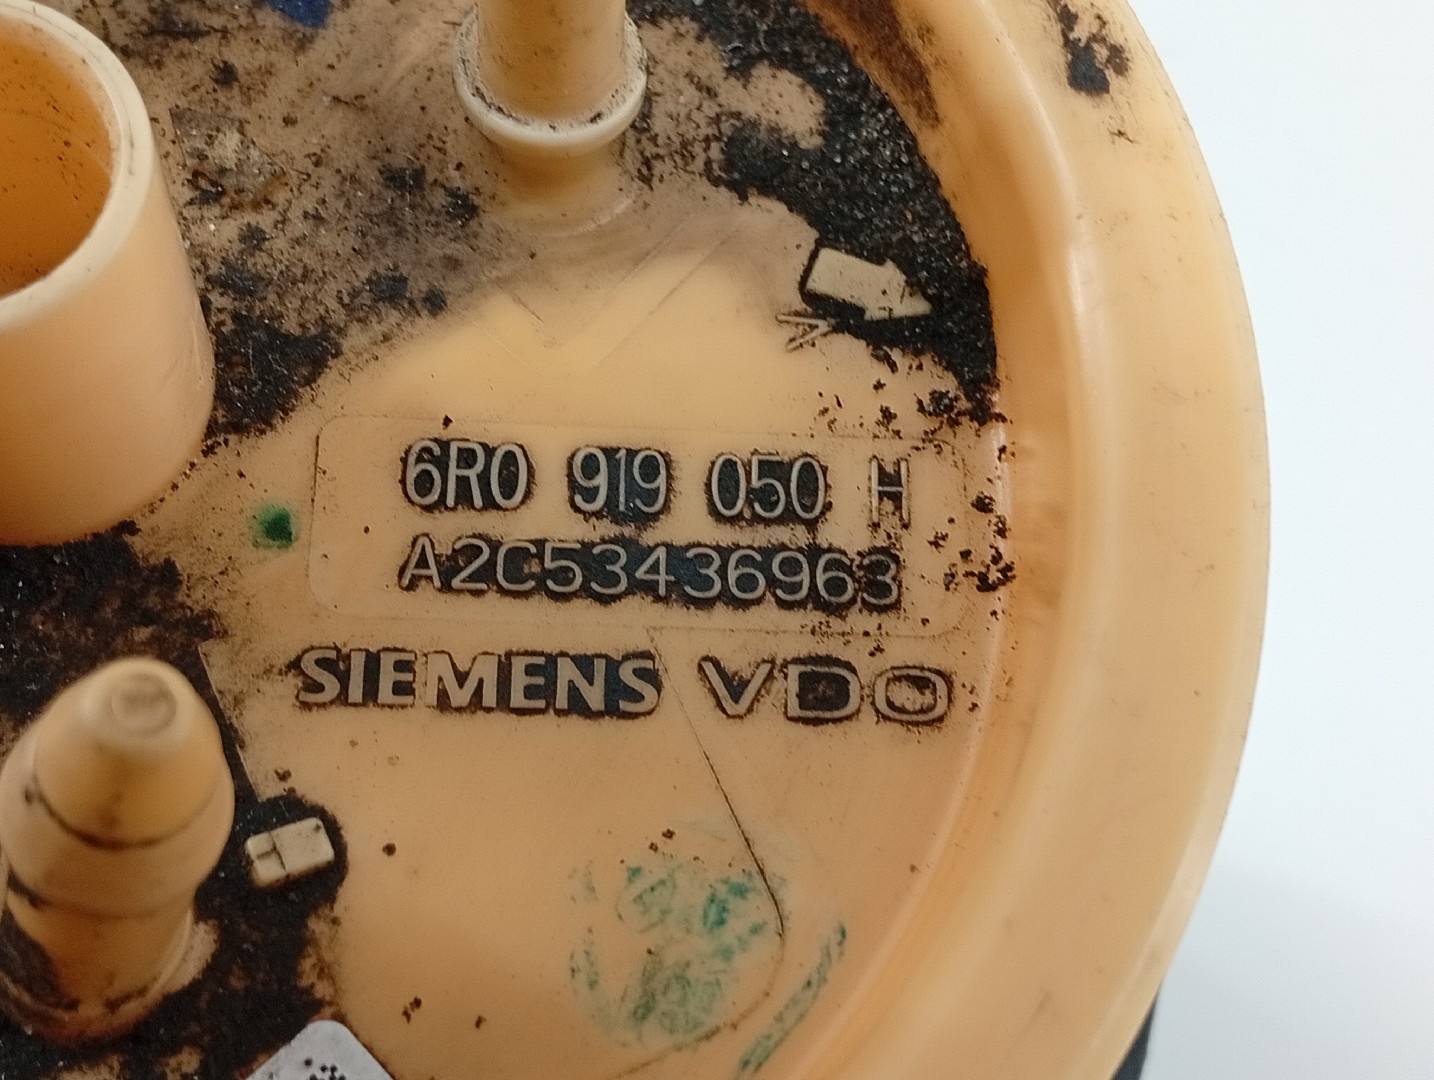 6R0 919 050 H
A2C53436963
SIEMENS VDO